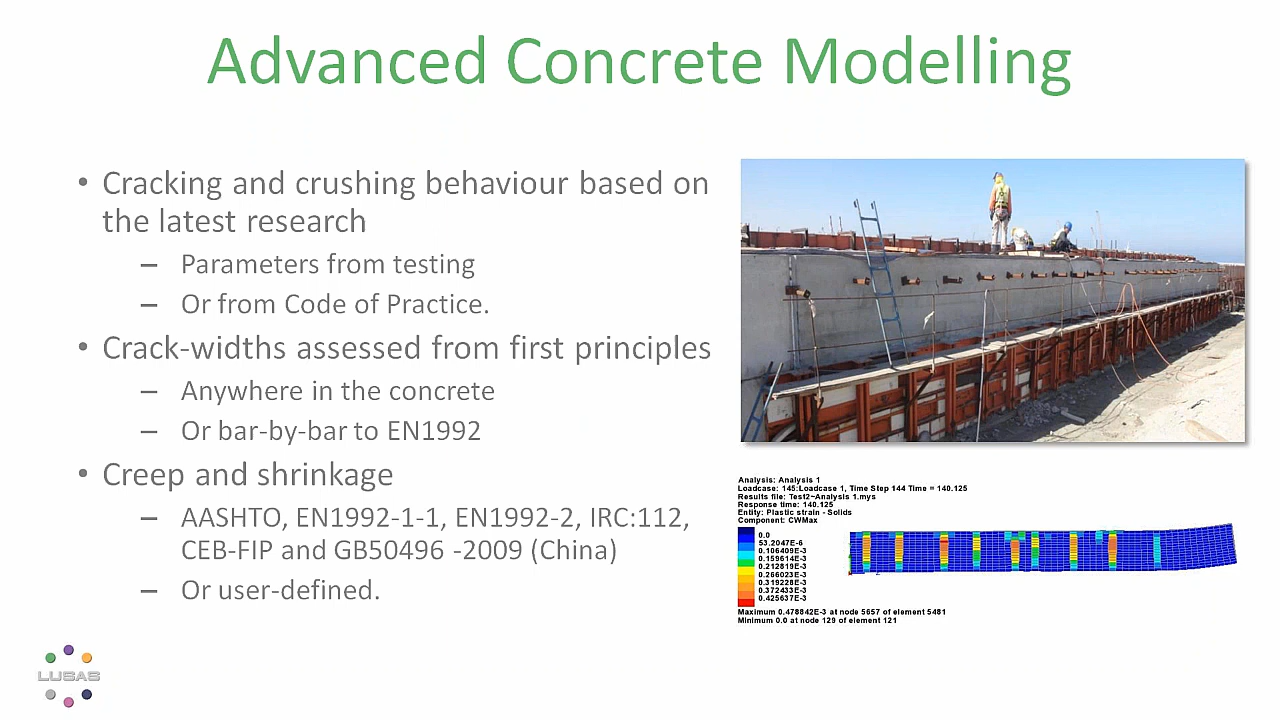 Advanced Concrete Modelling
• Cracking and crushing behaviour based on
the latest research
– Parameters from testing
– Or from Code of Practice.
• Crack-widths assessed from first principles
– Anywhere in the concrete
– Or bar-by-bar to EN1992
• Creep and shrinkage
– AASHTO, EN1992-1-1, EN1992-2, IRC:112,
CEB-FIP and GB50496 -2009 (China)
– Or user-defined.
Analysis: Analysis 1
Loadcase: 145:Loadcase 1, Time Step 144 Time = 140.125
Results file: Test2~Analysis 1.mys
Response time: 140.125
Entity: Plastic strain - Solids
Component: CWMax
0.0
53.2047E-6
0.106409E-3
0.159614E-3
0.212819E-3
0.266023E-3
0.319228E-3
0.372433E-3
0.425637E-3
Maximum 0.478842E-3 at node 5657 of element 5481
Minimum 0.0 at node 129 of element 121
LUSAS